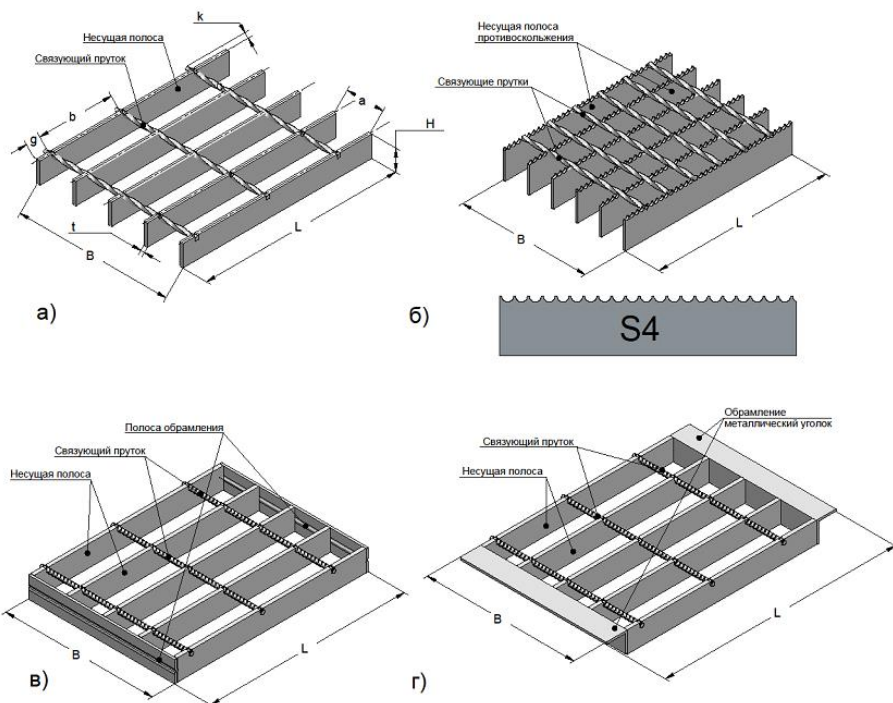 k
Несущая полоса
Связующий пруток
a
b
g
H
t
L
B
а)
Несущая полоса
противоскольжения
Связующие прутки
B
L
б)
S4
Полоса обрамления
Связующий пруток
Несущая полоса
B
L
в)
Обрамление
металлический уголок
Связующий пруток
Несущая полоса
B
L
г)